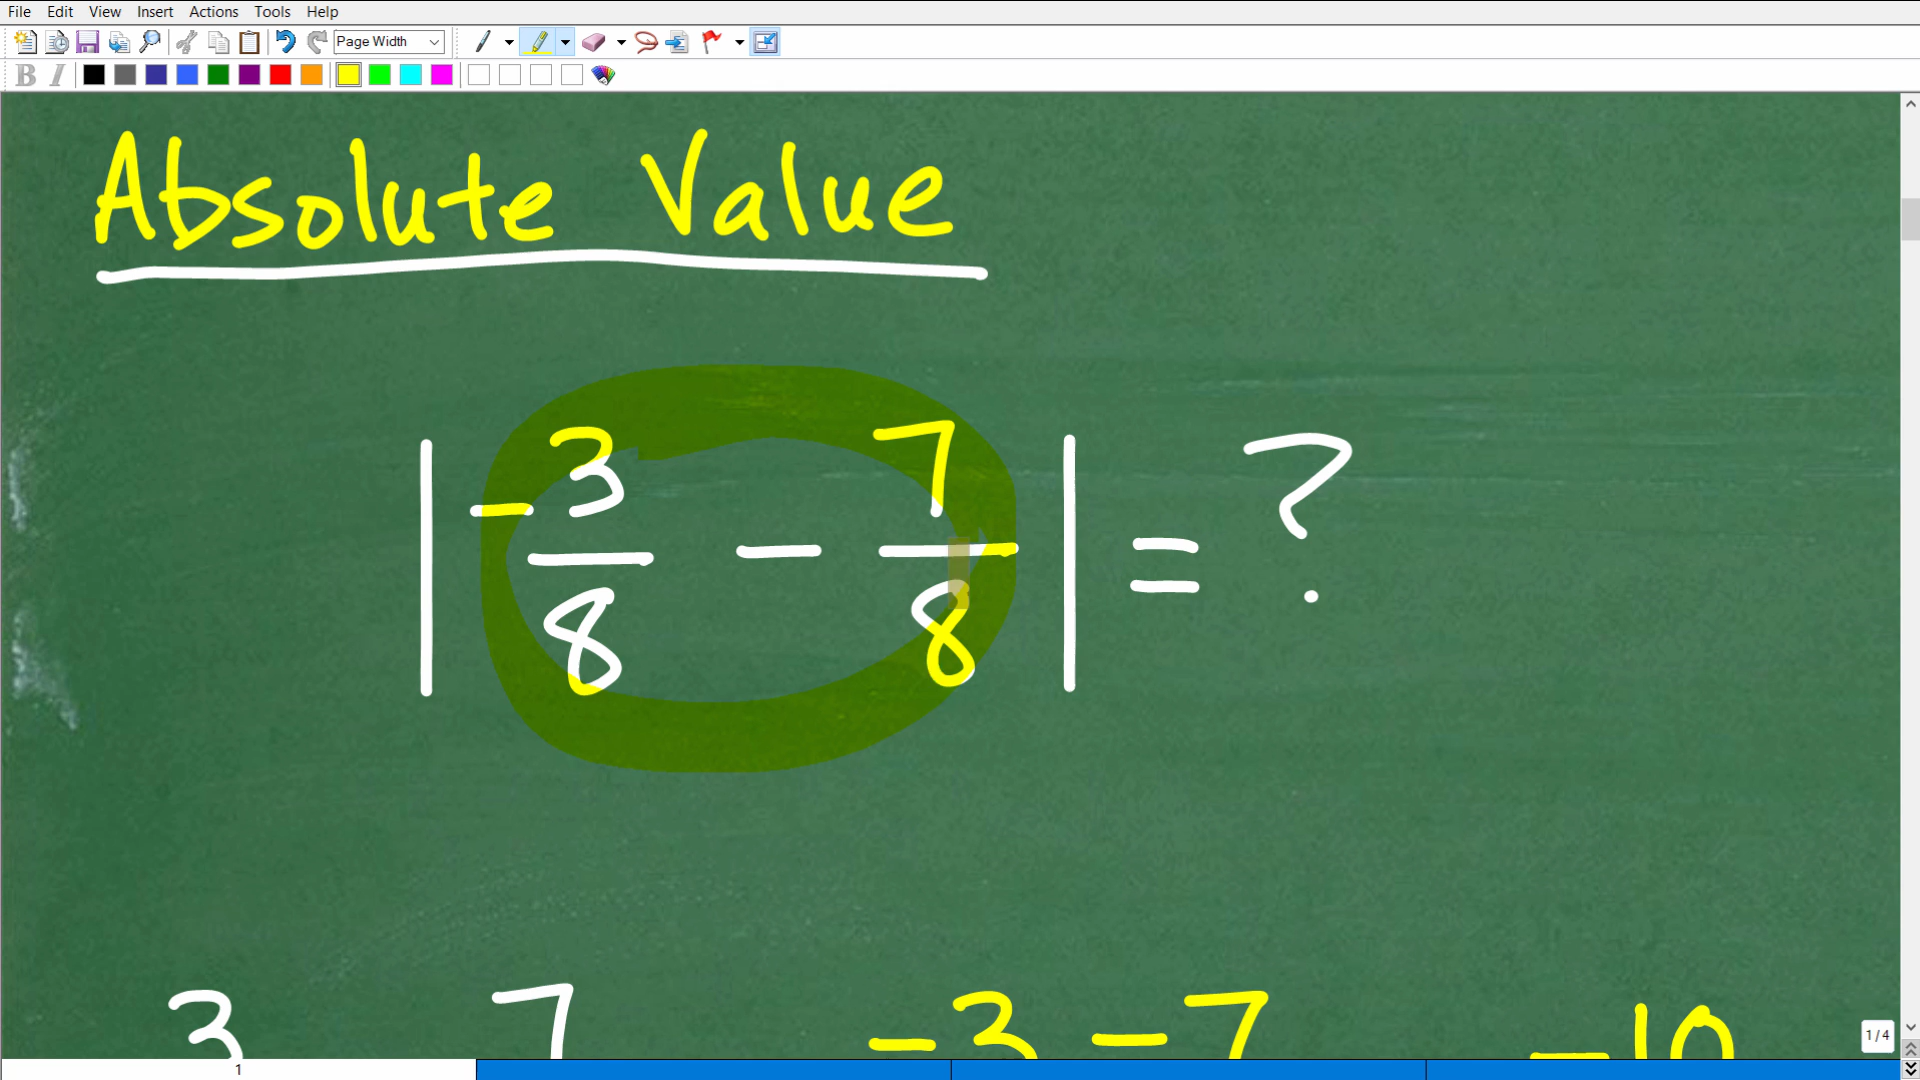 File Edit View Insert Actions Tools Help
Page Width
B I
Absolute Value
| -3/8 - 7/8 | = ?
3 7 -3 -7 -10
1/4
1